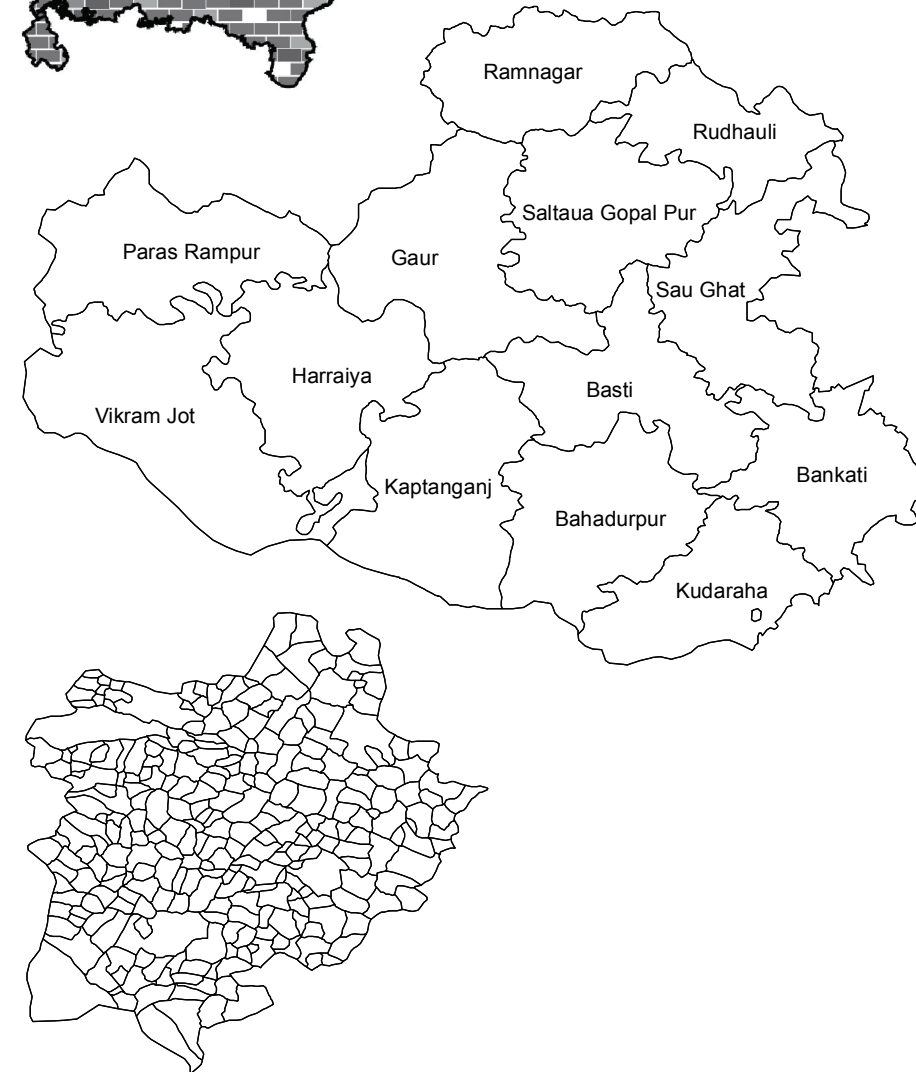 Ramnagar
Rudhauli
Saltaua Gopal Pur
Paras Rampur
Gaur
Sau Ghat
Harraiya
Basti
Vikram Jot
Bankati
Kaptanganj
Bahadurpur
Kudaraha